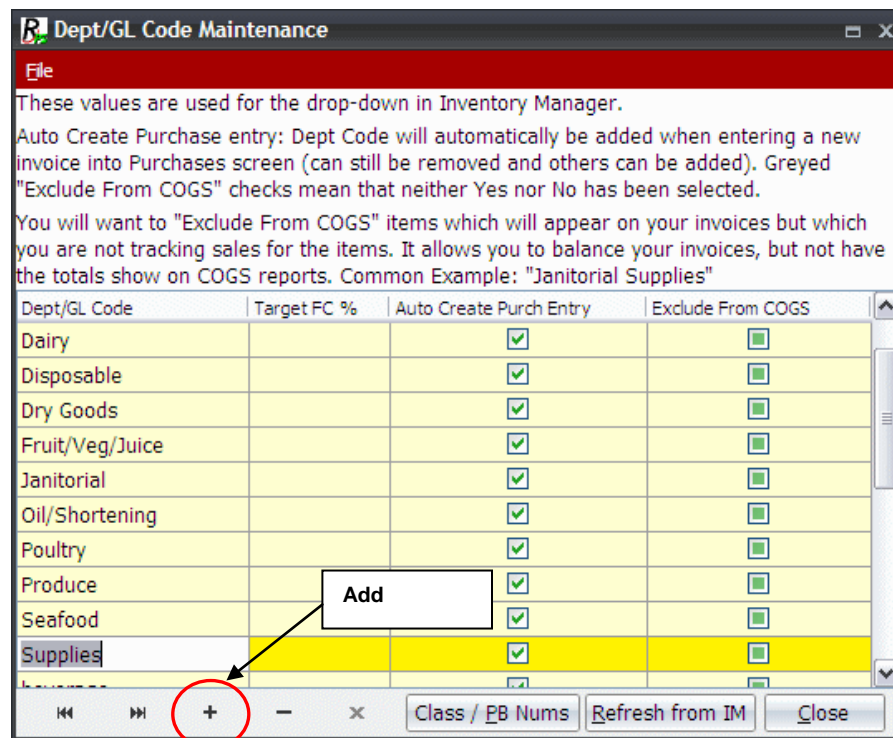 Dept/GL Code Maintenance
File
These values are used for the drop-down in Inventory Manager.
Auto Create Purchase entry: Dept Code will automatically be added when entering a new
invoice into Purchases screen (can still be removed and others can be added). Greyed
"Exclude From COGS" checks mean that neither Yes nor No has been selected.
You will want to "Exclude From COGS" items which will appear on your invoices but which
you are not tracking sales for the items. It allows you to balance your invoices, but not have
the totals show on COGS reports. Common Example: "Janitorial Supplies"
Dept/GL Code Target FC % Auto Create Purch Entry Exclude From COGS
Dairy
Disposable
Dry Goods
Fruit/Veg/Juice
Janitorial
Oil/Shortening
Poultry
Produce
Add
Seafood
Supplies
Class / PB Nums Refresh from IM Close